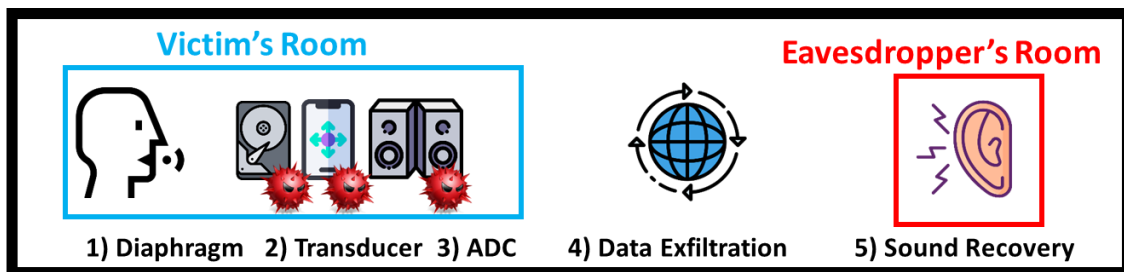 Victim's Room
Eavesdropper's Room
1) Diaphragm 2) Transducer 3) ADC 4) Data Exfiltration 5) Sound Recovery